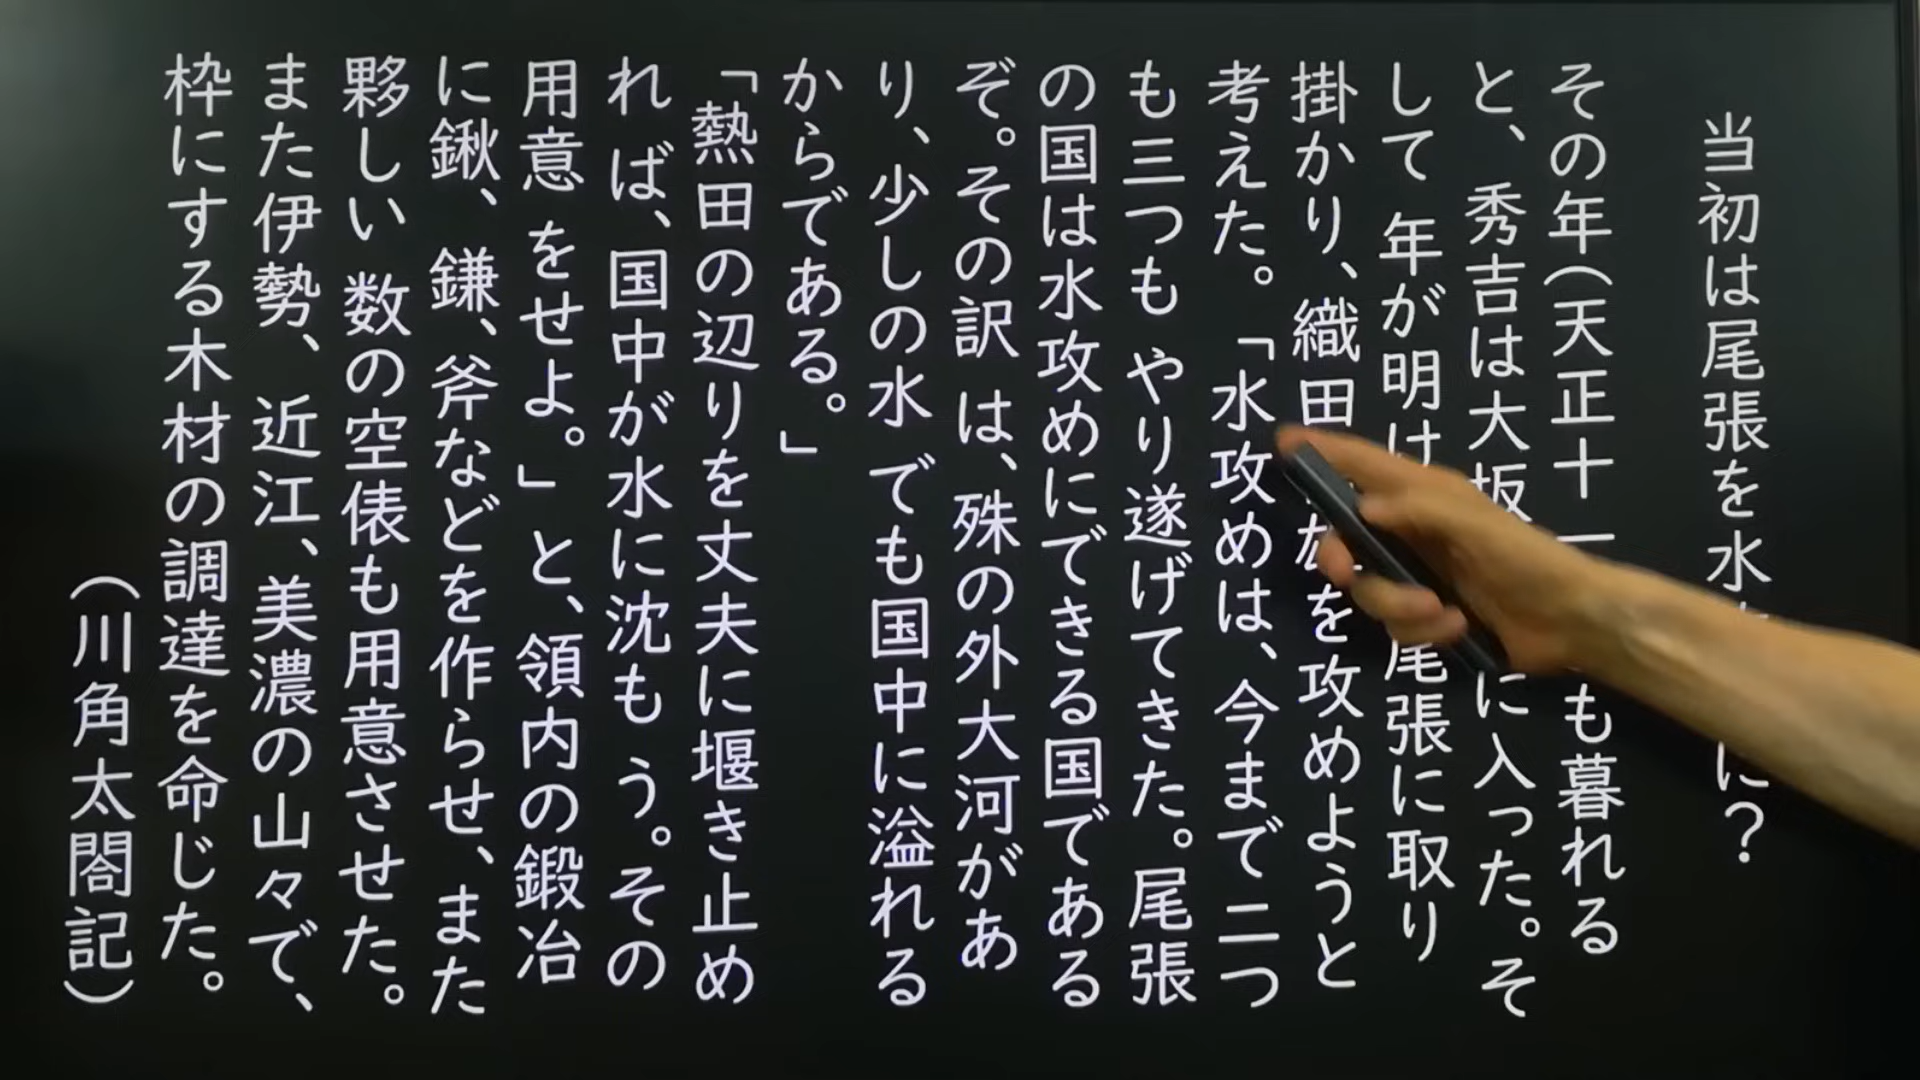 当初は尾張を水 に?
その年(天正十一 も暮れる
と、秀吉は大坂 に入った。そ
して年が明け 尾張に取り
掛かり、織田 雄を攻めようと
考えた。「水攻めは、今まで二つ
も三つもやり遂げてきた。尾張
の国は水攻めにできる国である
ぞ。その訳は、殊の外大河があ
り、少しの水でも国中に溢れる
からである。」
「熱田の辺りを丈夫に堰き止め
れば、国中が水に沈もう。その
用意をせよ。」と、領内の鍛冶
に鍬、鎌、斧などを作らせ、また
夥しい数の空俵も用意させた。
また伊勢、近江、美濃の山々で、
枠にする木材の調達を命じた。
(川角太閤記)